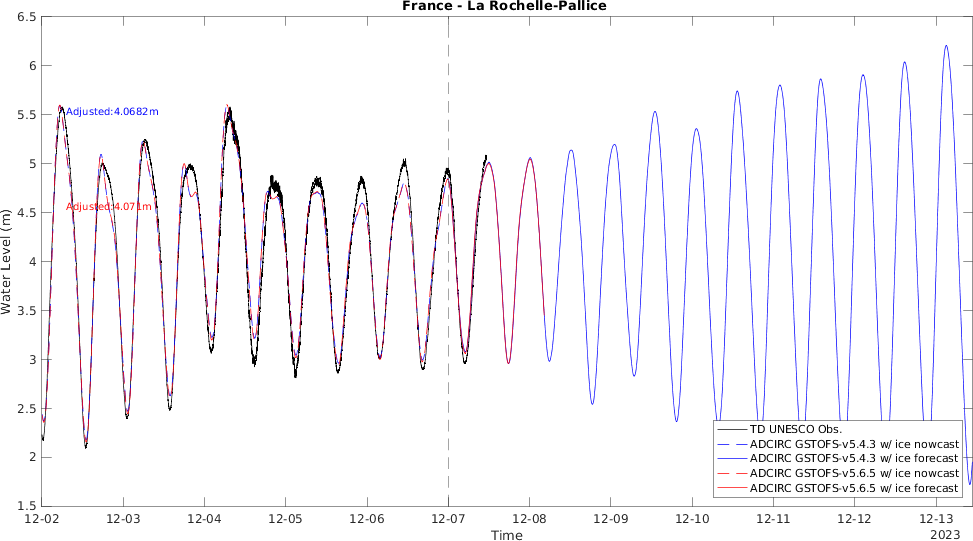 France - La Rochelle-Pallice
6.5
6
5.5
5
4.5
4
3.5
3
2.5
2
1.5
Water Level (m)
Adjusted:4.0682m
Adjusted:4.071m
TD UNESCO Obs.
ADCIRC GSTOFS-v5.4.3 w/ ice nowcast
ADCIRC GSTOFS-v5.4.3 w/ ice forecast
ADCIRC GSTOFS-v5.6.5 w/ ice nowcast
ADCIRC GSTOFS-v5.6.5 w/ ice forecast
12-02 12-03 12-04 12-05 12-06 12-07 12-08 12-09 12-10 12-11 12-12 12-13
2023
Time